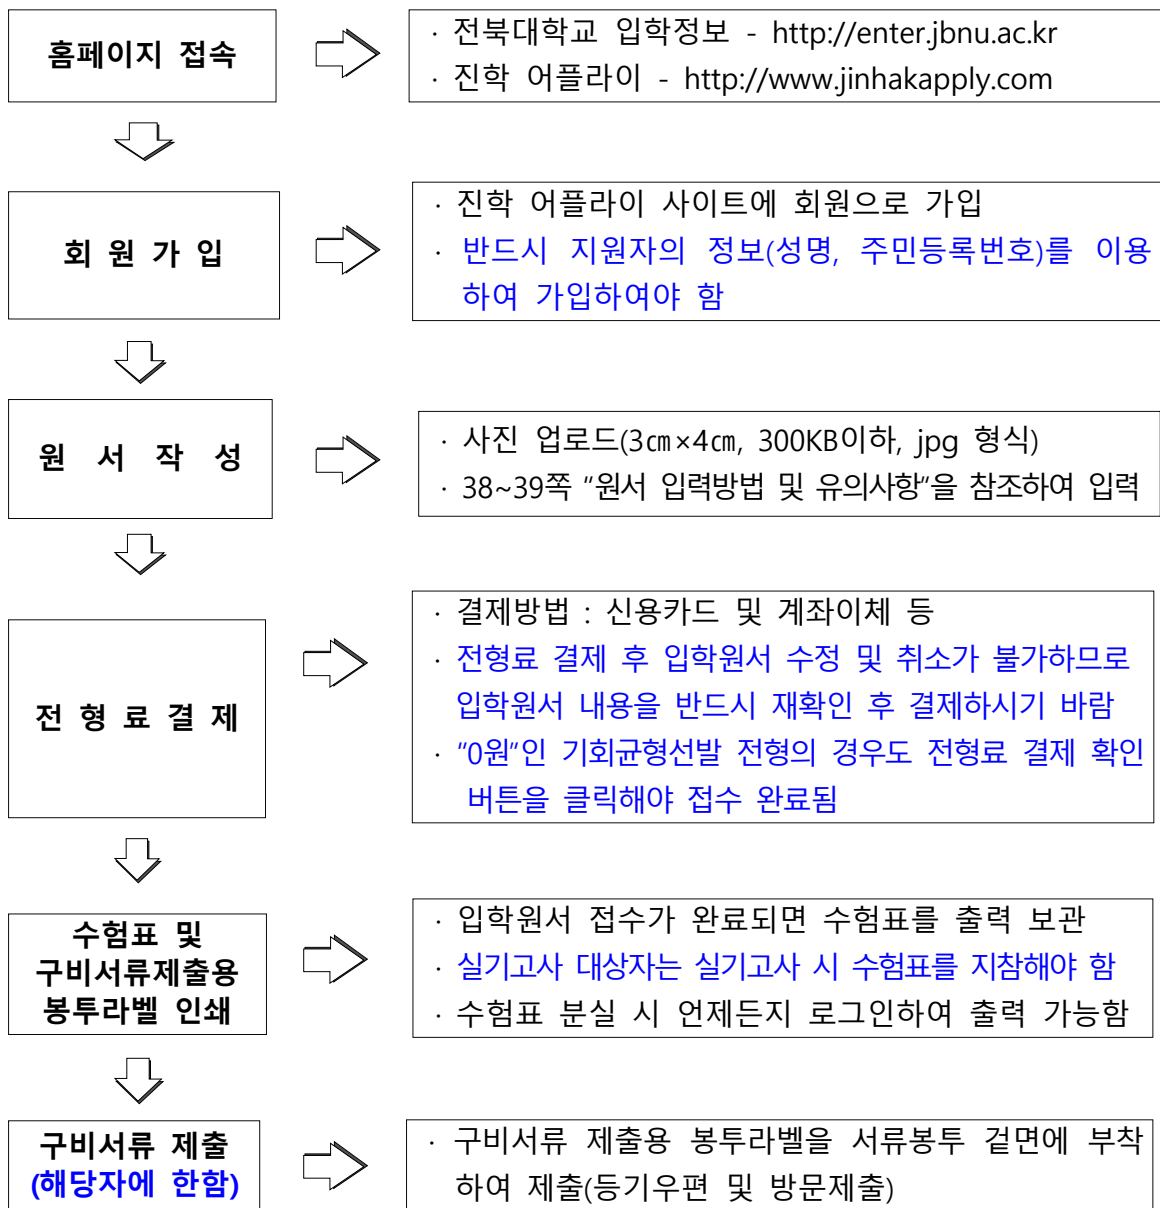 홈페이지 접속
· 전북대학교 입학정보 - http://enter.jbnu.ac.kr
· 진학 어플라이 - http://www.jinhakapply.com
회 원 가 입
· 진학 어플라이 사이트에 회원으로 가입
· 반드시 지원자의 정보(성명, 주민등록번호)를 이용
하여 가입하여야 함
원 서 작 성
· 사진 업로드(3㎝×4㎝, 300KB이하, jpg 형식)
· 38~39쪽 "원서 입력방법 및 유의사항"을 참조하여 입력
전 형 료 결 제
· 결제방법 : 신용카드 및 계좌이체 등
· 전형료 결제 후 입학원서 수정 및 취소가 불가하므로
입학원서 내용을 반드시 재확인 후 결제하시기 바람
· "0원"인 기회균형선발 전형의 경우도 전형료 결제 확인
버튼을 클릭해야 접수 완료됨
수험표 및
구비서류제출용
봉투라벨 인쇄
· 입학원서 접수가 완료되면 수험표를 출력 보관
· 실기고사 대상자는 실기고사 시 수험표를 지참해야 함
· 수험표 분실 시 언제든지 로그인하여 출력 가능함
구비서류 제출
(해당자에 한함)
· 구비서류 제출용 봉투라벨을 서류봉투 겉면에 부착
하여 제출(등기우편 및 방문제출)